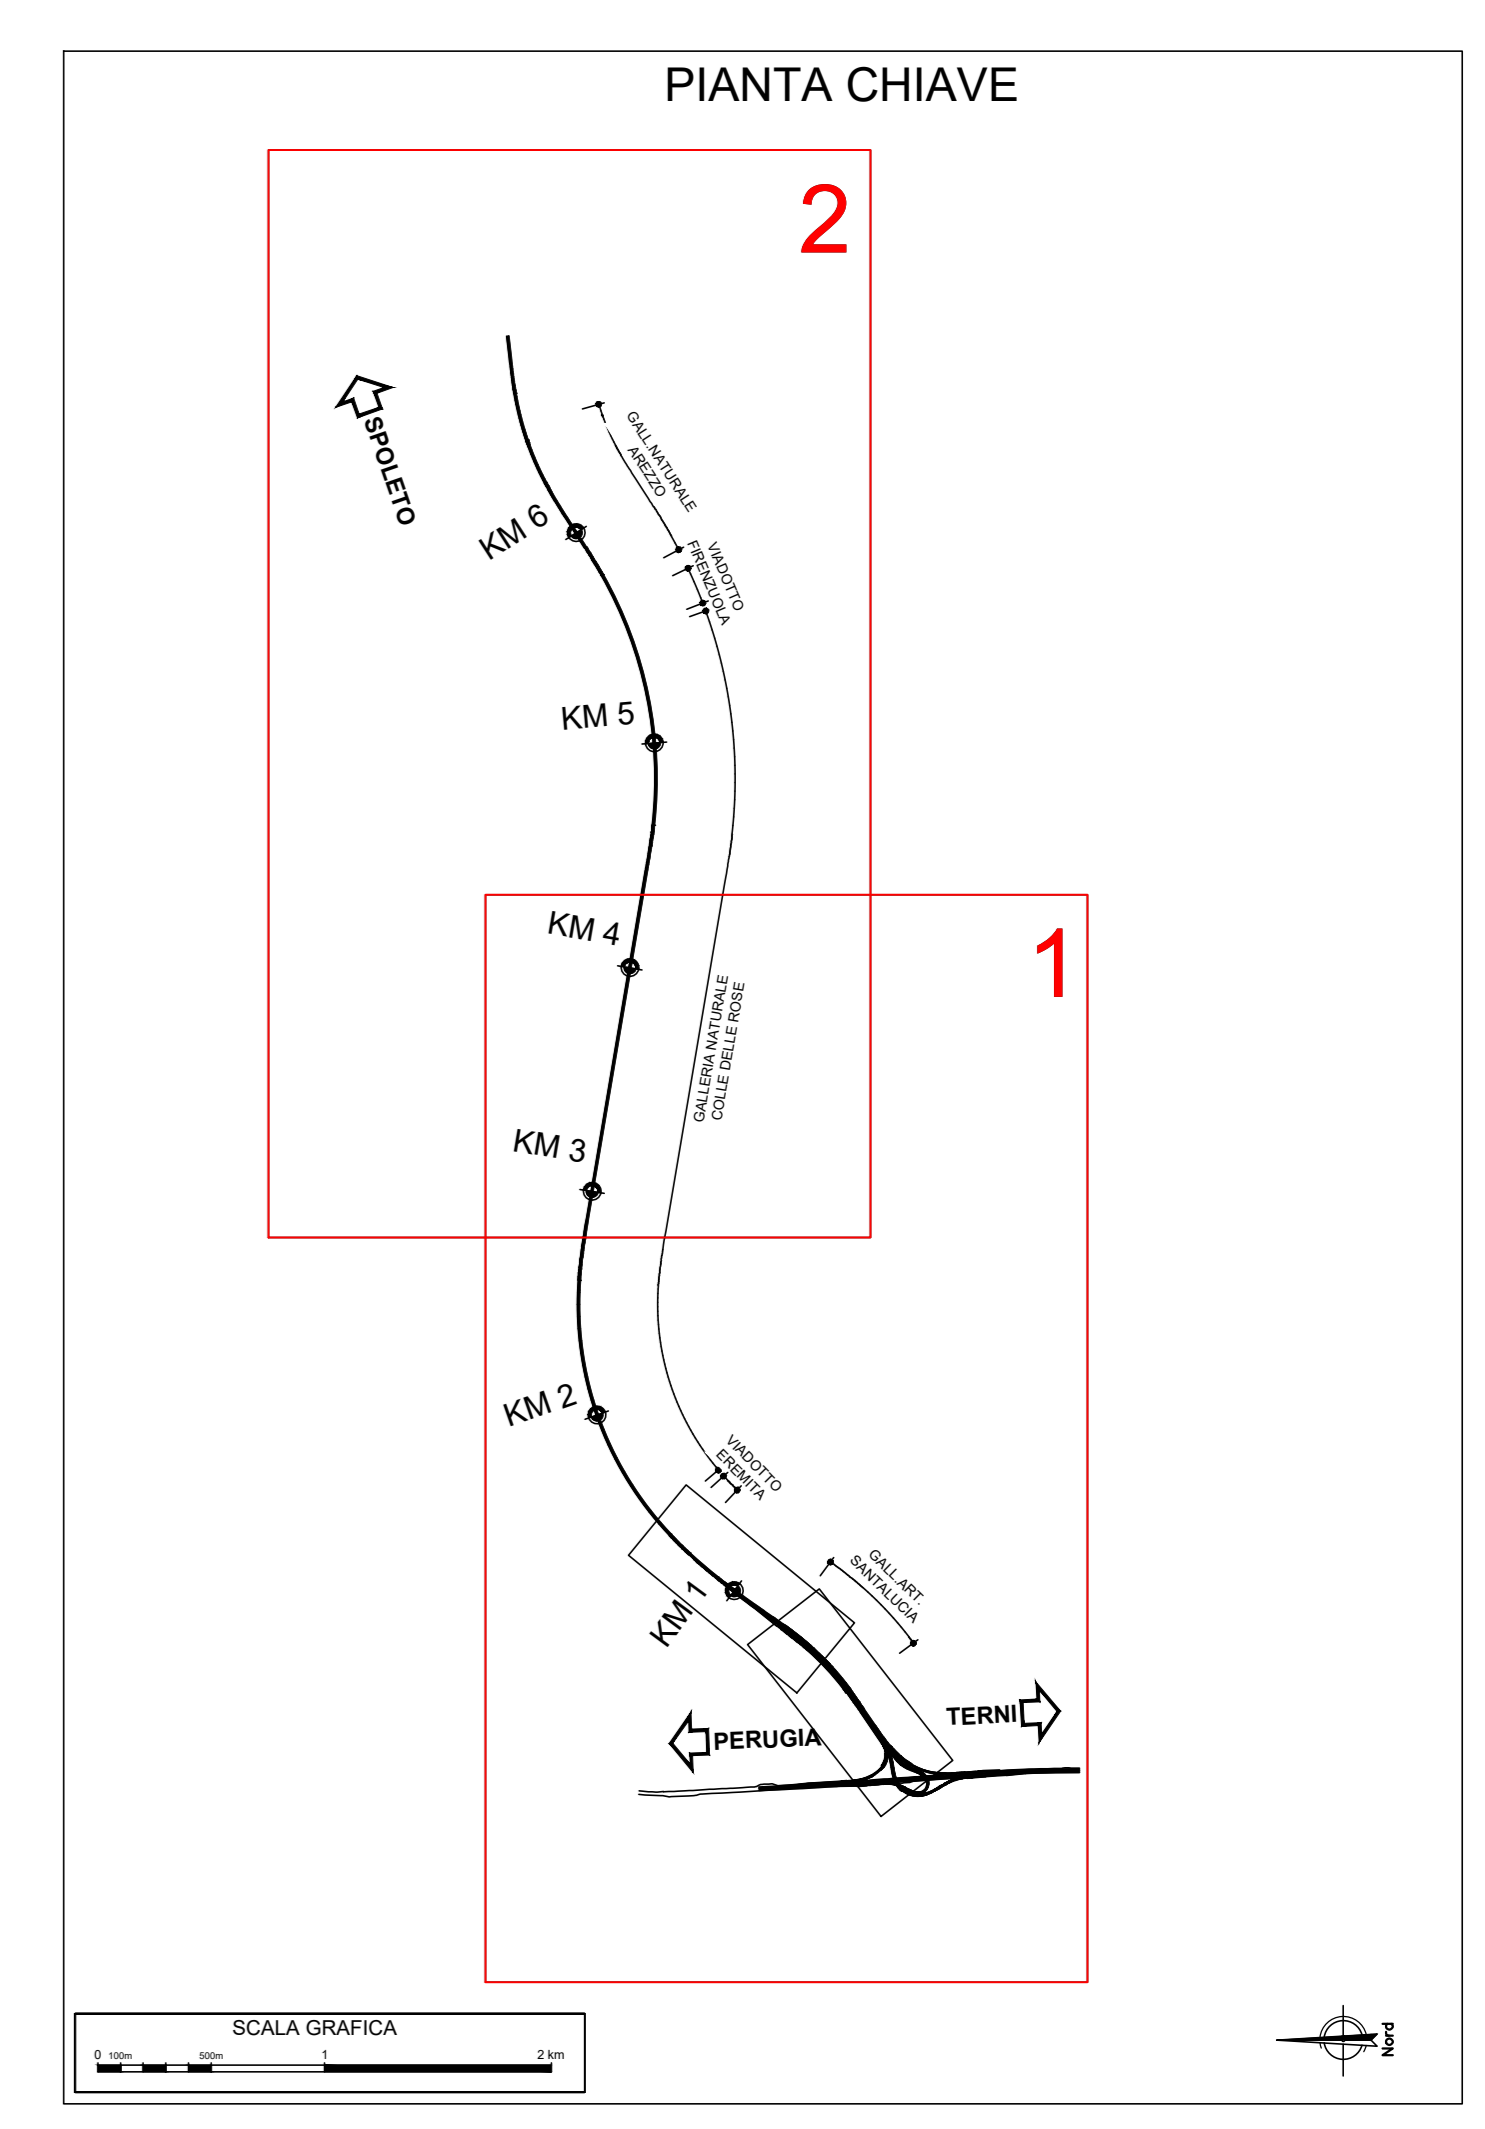 PIANTA CHIAVE
2
SPOLETO
GALL.NATURALE
AREZZO
KM 6
VIADOTTO
FIRENZUOLA
KM 5
KM 4
1
GALLERIA NATURALE
COLLE DELLE ROSE
KM 3
KM 2
VIADOTTO
EREMITA
GALL.ART.
SANTALUCIA
KM 1
TERNI
PERUGIA
SCALA GRAFICA
0 100m 500m 1 2 km
Nord